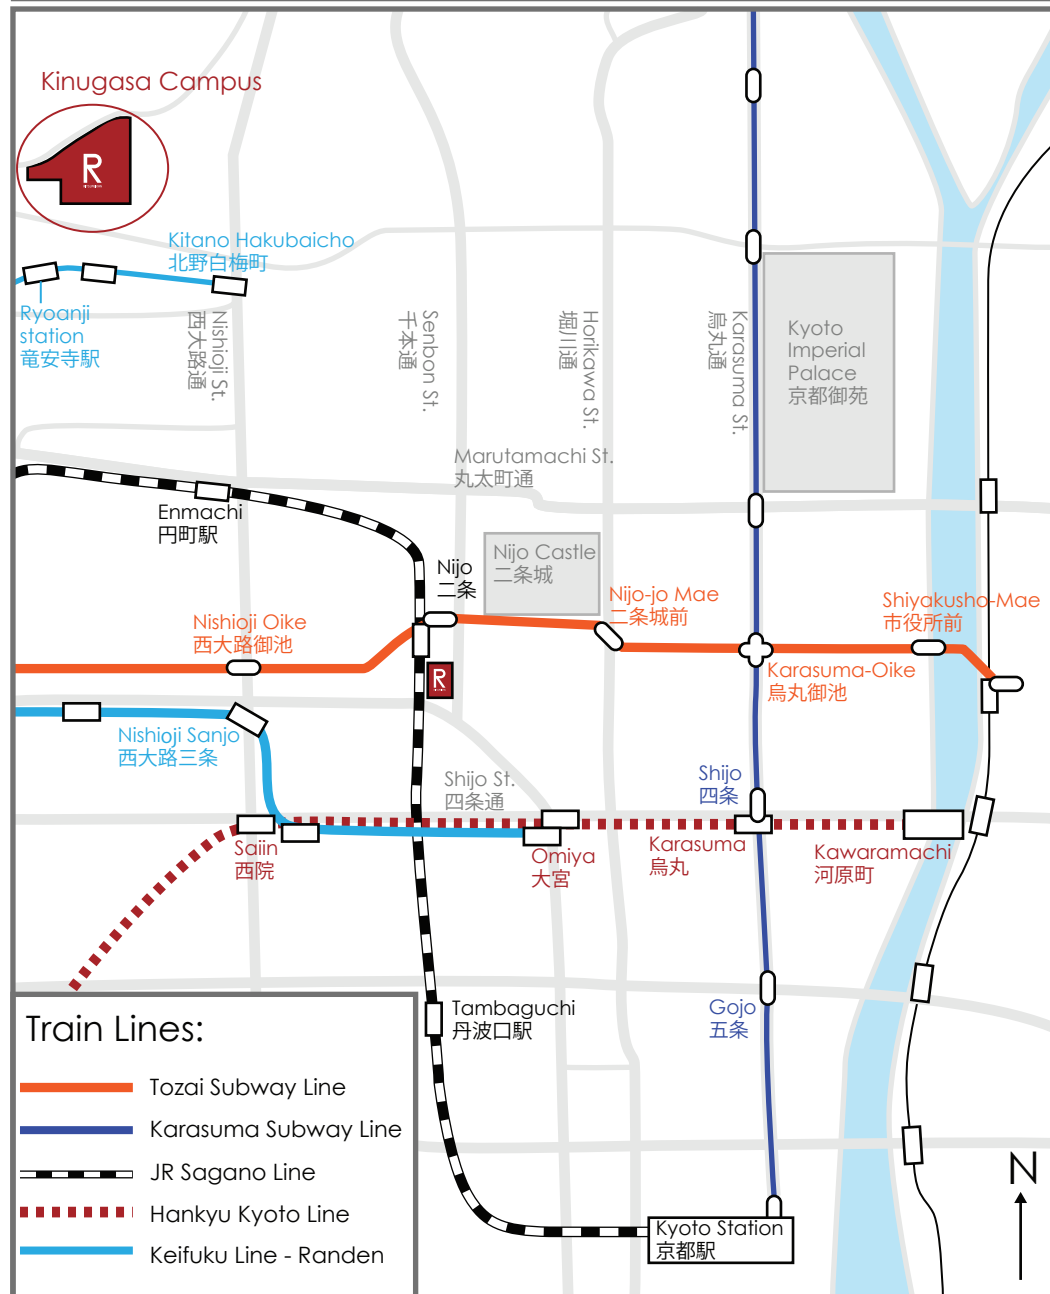 Kinugasa Campus
R
Kitano Hakubaicho
北野白梅町
Ryoanji
station
竜安寺駅
Nishioji St.
西大路通
Senbon St.
千本通
Horikawa St.
堀川通
Karasuma St.
烏丸通
Kyoto
Imperial
Palace
京都御苑
Marutamachi St.
丸太町通
Enmachi
円町駅
Nijo
二条
Nijo Castle
二条城
Nishioji Oike
西大路御池
Nijo-jo Mae
二条城前
Shiyakusho-Mae
市役所前
Karasuma-Oike
烏丸御池
R
Nishioji Sanjo
西大路三条
Shijo St.
四条通
Shijo
四条
Saiin
西院
Omiya
大宮
Karasuma
烏丸
Kawaramachi
河原町
Tambaguchi
丹波口駅
Gojo
五条
Train Lines:
Tozai Subway Line
Karasuma Subway Line
JR Sagano Line
Hankyu Kyoto Line
Keifuku Line - Randen
Kyoto Station
京都駅
N